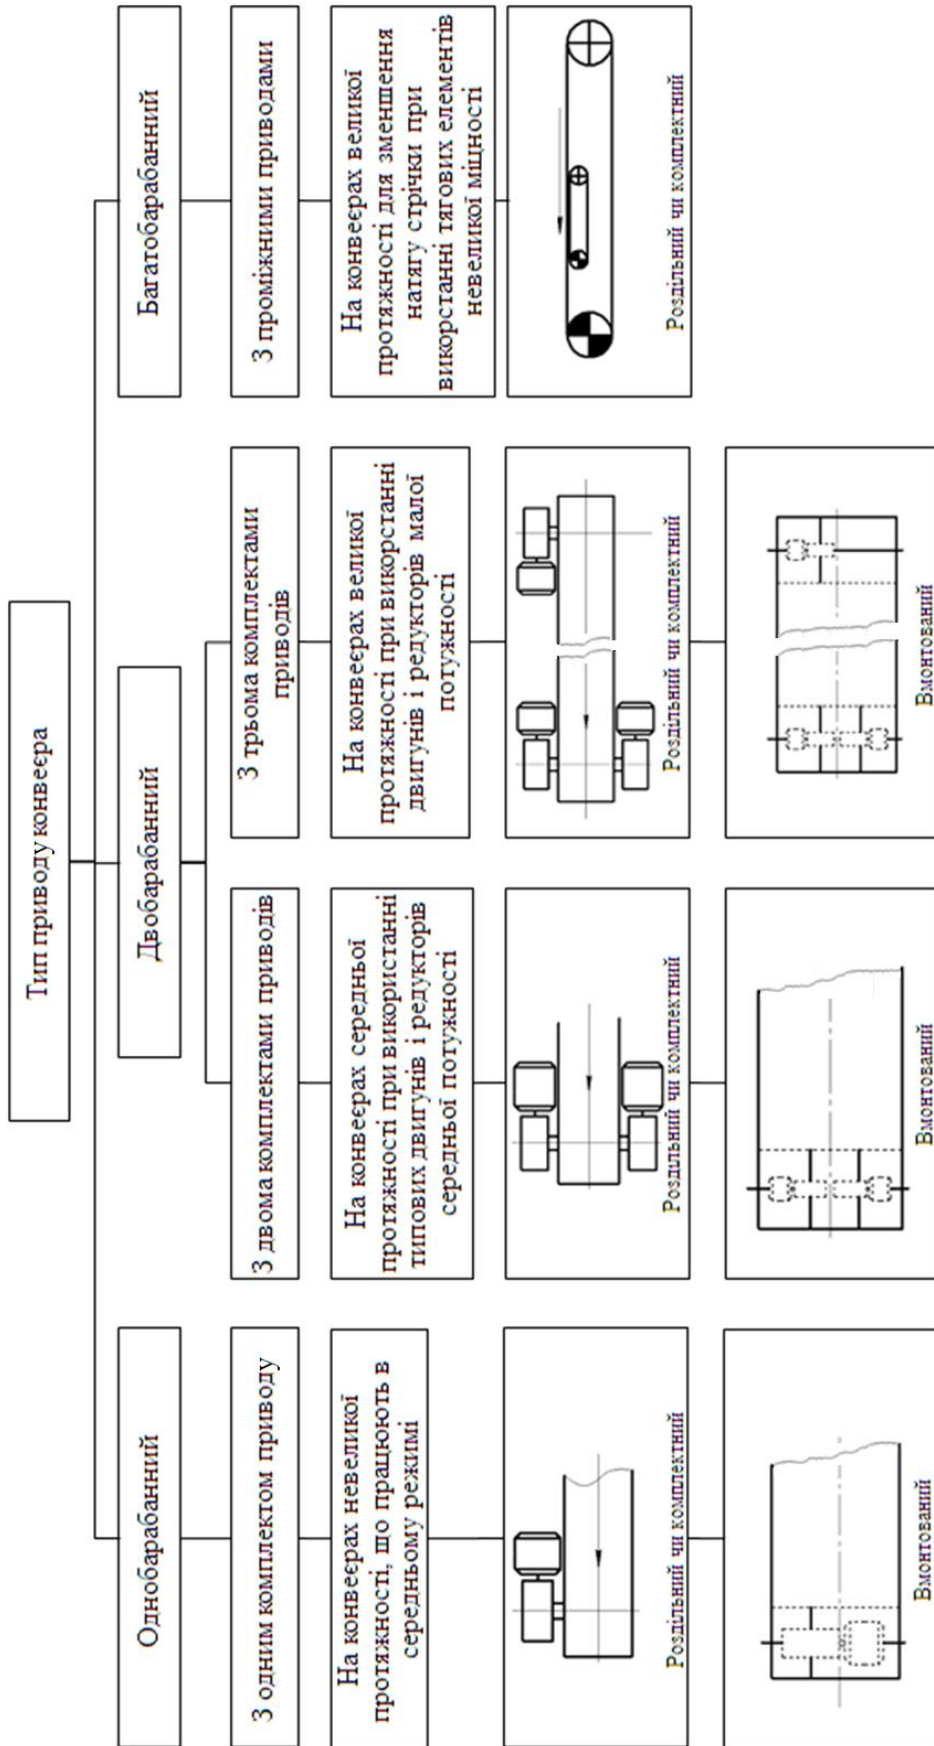 Тип приводу конвеєра
Однобарабанний
Двобарабанний
Багатобарабанний
З одним комплектом приводу
З двома комплектами приводів
З трьома комплектами
приводів
З проміжними приводами
На конвеєрах невеликої
протяжності, що працюють в
середньому режимі
На конвеєрах середньої
протяжності при використанні
типових двигунів і редукторів
середньої потужності
На конвеєрах великої
протяжності при викорстанні
двигунів і редукторів малої
потужності
На конвеєрах великої
протяжності для зменшення
натягу стрічки при
викорстанні тягових елементів
невеликої міцності
Роздільний чи комплектний
Роздільний чи комплектний
Роздільний чи комплектний
Роздільний чи комплектний
Вмонтований
Вмонтований
Вмонтований